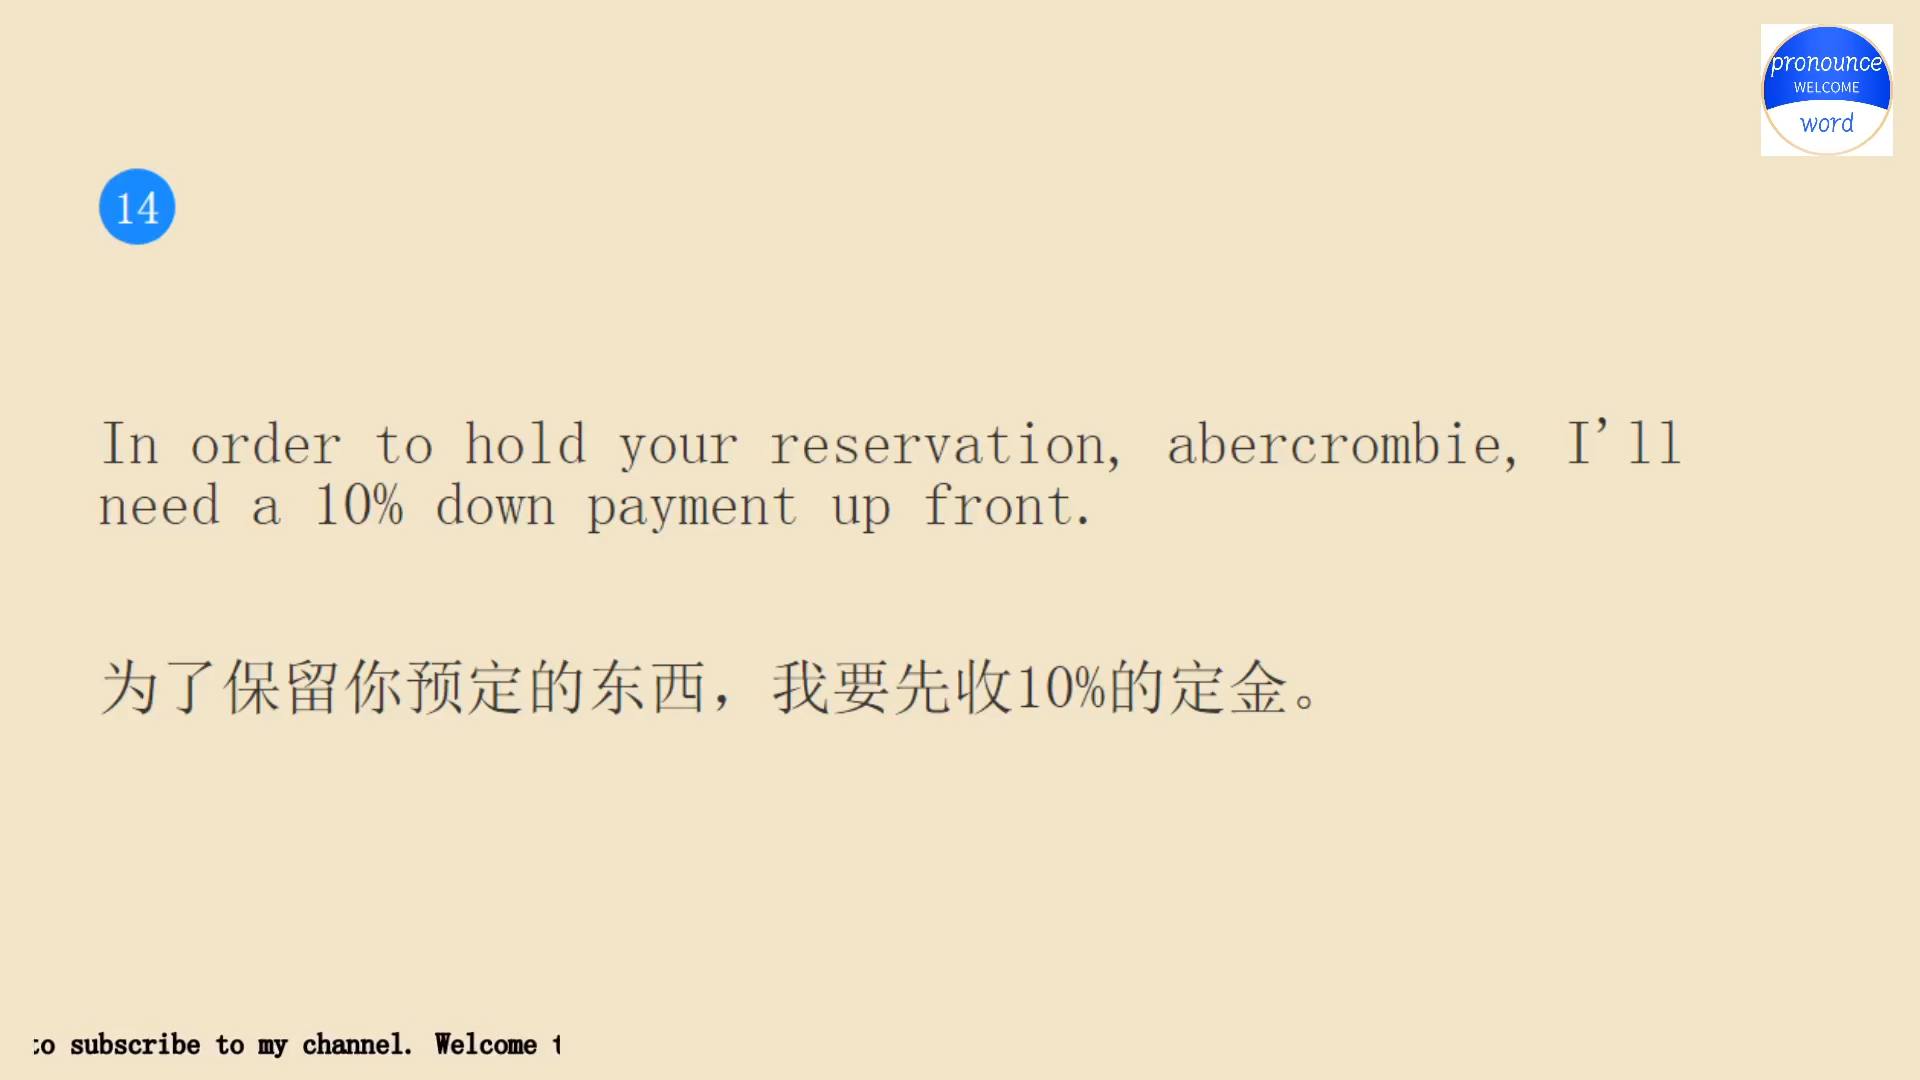 pronounce
WELCOME
word
14
In order to hold your reservation, abercrombie, I'll
need a 10% down payment up front.
为了保留你预定的东西，我要先收10%的定金。
to subscribe to my channel. Welcome t